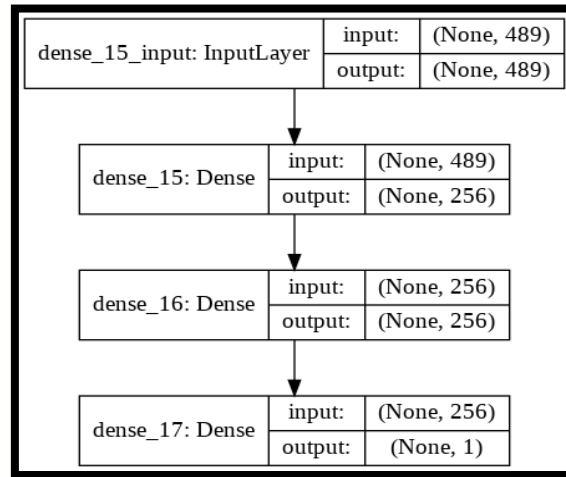 dense_15_input: InputLayer
input: (None, 489)
output: (None, 489)
dense_15: Dense
input: (None, 489)
output: (None, 256)
dense_16: Dense
input: (None, 256)
output: (None, 256)
dense_17: Dense
input: (None, 256)
output: (None, 1)